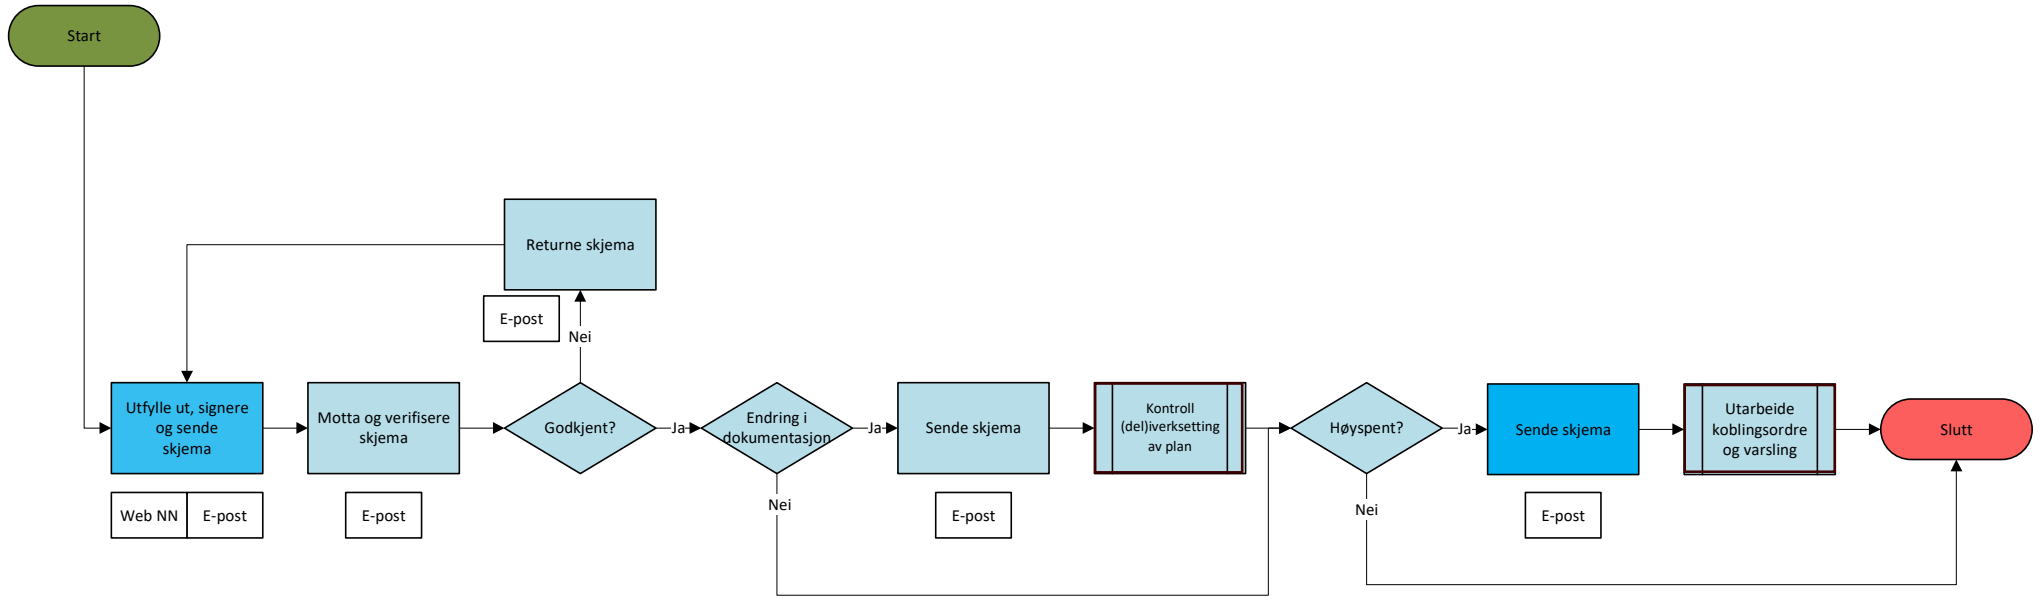 Start
Returne skjema
E-post
Nei
Utfylle ut, signere
og sende
skjema
Web NN
E-post
Motta og verifisere
skjema
E-post
Godkjent?
Ja
Endring i
dokumentasjon
Ja
Nei
Sende skjema
E-post
Kontroll
(del)iverksetting
av plan
Høyspent?
Ja
Nei
Sende skjema
E-post
Utarbeide
koblingsordre
og varsling
Slutt